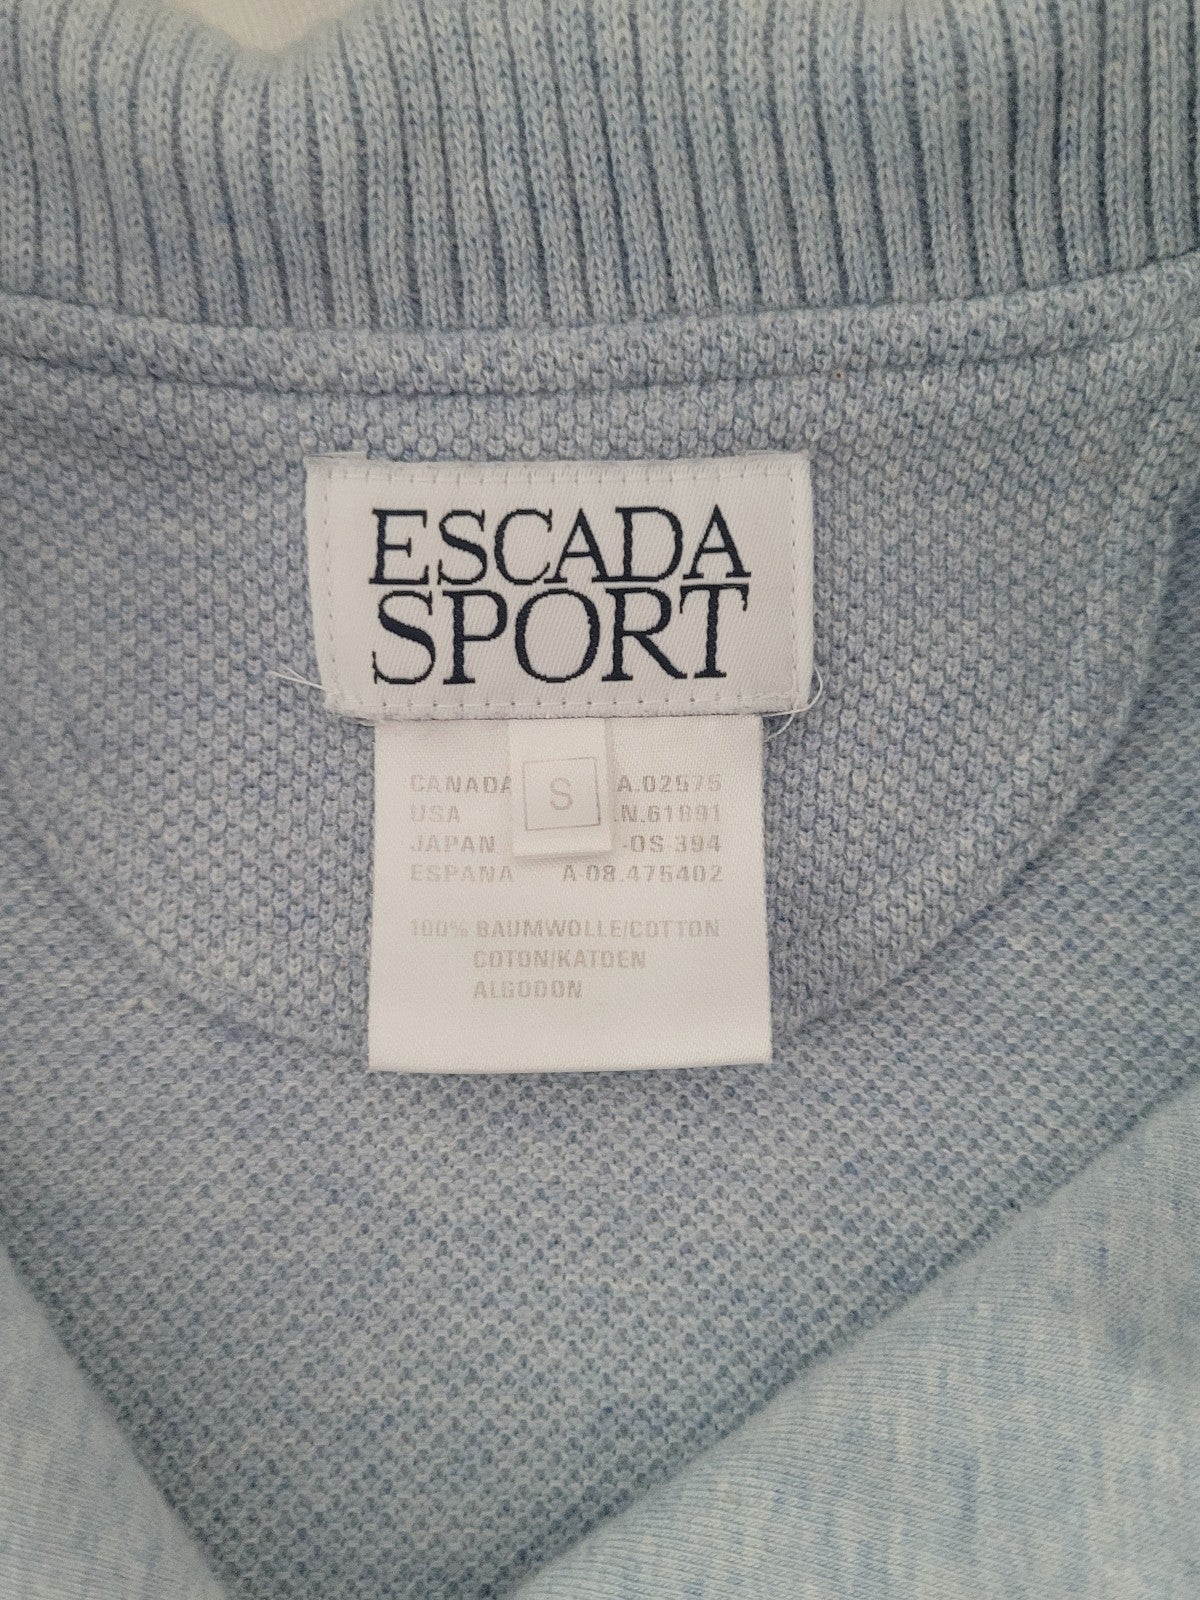 ESCADA
SPORT
S
CANADA A.02575
USA .N.61891
JAPAN -OS-394
ESPANA A-08.475402
100% BAUMWOLLE/COTTON
COTON/KATOEN
ALGODON